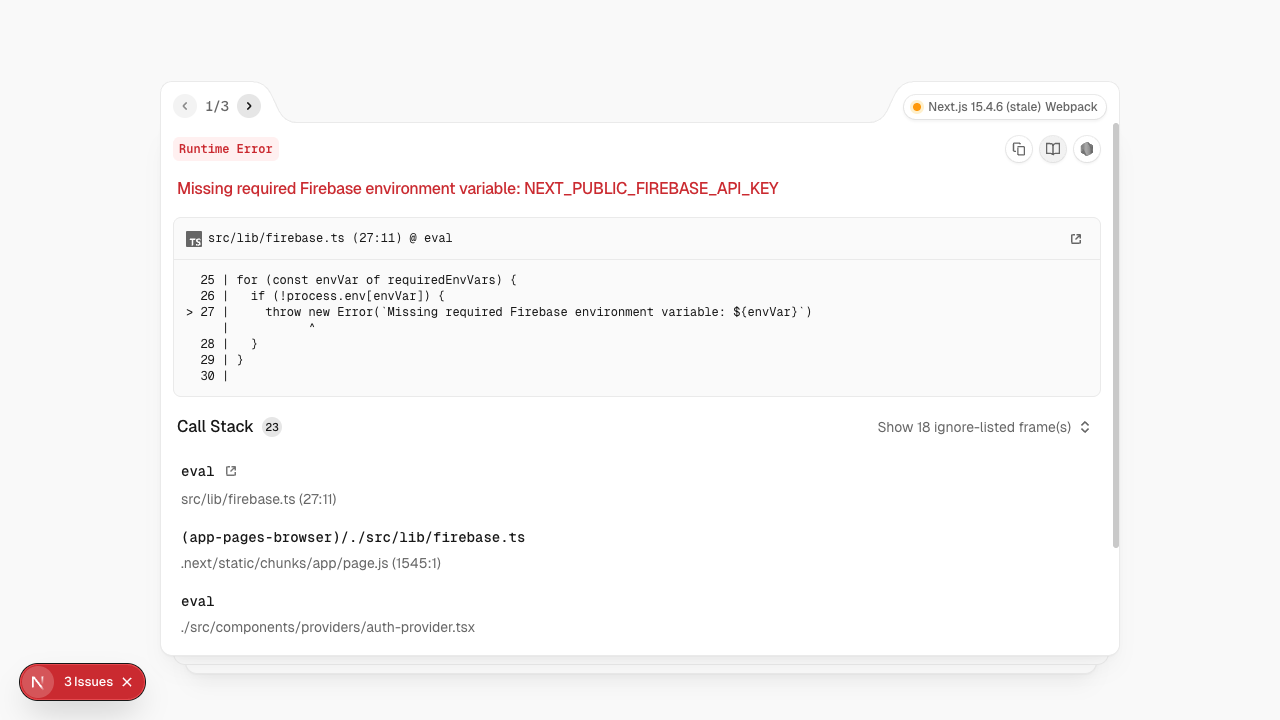 1/3
Next.js 15.4.6 (stale) Webpack
Runtime Error
Missing required Firebase environment variable: NEXT_PUBLIC_FIREBASE_API_KEY
TS src/lib/firebase.ts (27:11) @ eval
25 | for (const envVar of requiredEnvVars) {
26 |   if (!process.env[envVar]) {
> 27 |     throw new Error(`Missing required Firebase environment variable: ${envVar}`)
|           ^
28 |   }
29 | }
30 |
Call Stack 23
Show 18 ignore-listed frame(s)
eval
src/lib/firebase.ts (27:11)
(app-pages-browser)/./src/lib/firebase.ts
.next/static/chunks/app/page.js (1545:1)
eval
./src/components/providers/auth-provider.tsx
N 3 Issues